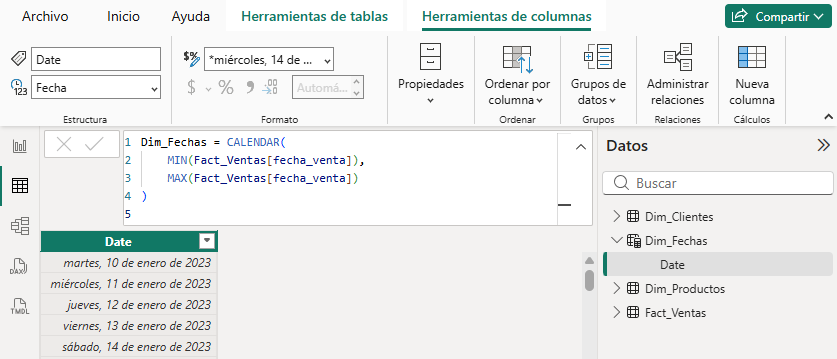 Archivo Inicio Ayuda Herramientas de tablas Herramientas de columnas Compartir
Date
Fecha
Estructura
$% *miércoles, 14 de ...
$ % , .00 Automá...
Formato
Propiedades
Ordenar por
columna
Ordenar
Grupos de
datos
Grupos
Administrar
relaciones
Relaciones
Nueva
columna
Cálculos
1 Dim_Fechas = CALENDAR(
2 MIN(Fact_Ventas[fecha_venta]),
3 MAX(Fact_Ventas[fecha_venta])
4 )
5
DAX
TMDL
Date
martes, 10 de enero de 2023
miércoles, 11 de enero de 2023
jueves, 12 de enero de 2023
viernes, 13 de enero de 2023
sábado, 14 de enero de 2023
Datos
Buscar
Dim_Clientes
Dim_Fechas
Date
Dim_Productos
Fact_Ventas